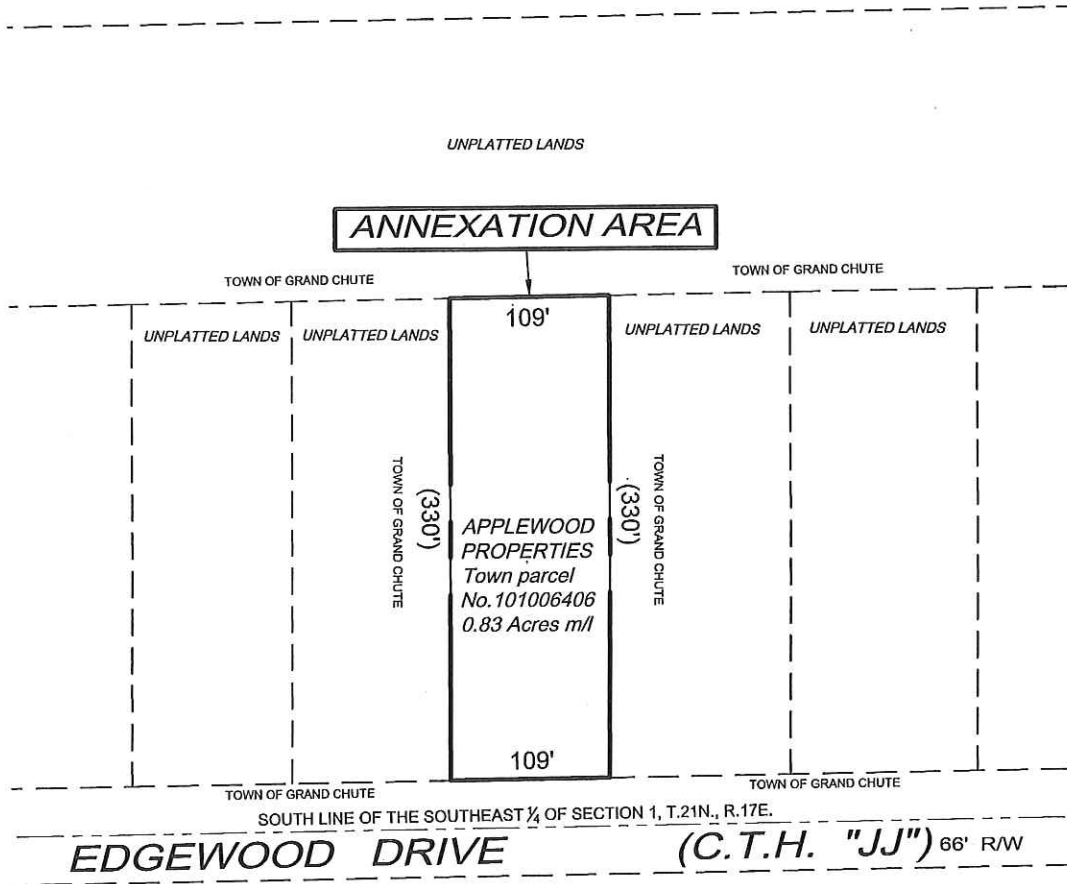 UNPLATTED LANDS
ANNEXATION AREA
TOWN OF GRAND CHUTE
TOWN OF GRAND CHUTE
109'
UNPLATTED LANDS
UNPLATTED LANDS
UNPLATTED LANDS
UNPLATTED LANDS
TOWN OF GRAND CHUTE
(330')
(330')
TOWN OF GRAND CHUTE
APPLEWOOD
PROPERTIES
Town parcel
No.101006406
0.83 Acres m/l
109'
TOWN OF GRAND CHUTE
TOWN OF GRAND CHUTE
SOUTH LINE OF THE SOUTHEAST ¼ OF SECTION 1, T.21N., R.17E.
EDGEWOOD DRIVE (C.T.H. "JJ") 66' R/W